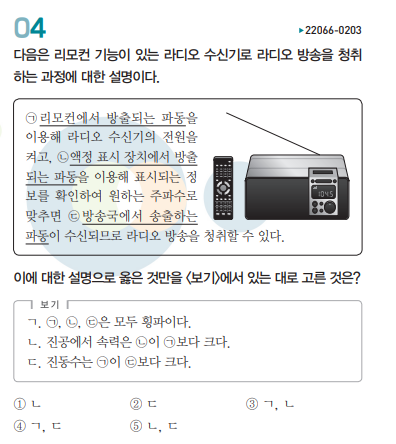 04
▶22066-0203
다음은 리모컨 기능이 있는 라디오 수신기로 라디오 방송을 청취
하는 과정에 대한 설명이다.
㉠리모컨에서 방출되는 파동을
이용해 라디오 수신기의 전원을
켜고, ㉡액정 표시 장치에서 방출
되는 파동을 이용해 표시되는 정
보를 확인하여 원하는 주파수로
맞추면 ㉢방송국에서 송출하는
파동이 수신되므로 라디오 방송을 청취할 수 있다.
104.5
이에 대한 설명으로 옳은 것만을 〈보기〉에서 있는 대로 고른 것은?
보기
ㄱ. ㉠, ㉡, ㉢은 모두 횡파이다.
ㄴ. 진공에서 속력은 ㉡이 ㉠보다 크다.
ㄷ. 진동수는 ㉠이 ㉢보다 크다.
① ㄴ ② ㄷ ③ ㄱ, ㄴ
④ ㄱ, ㄷ ⑤ ㄴ, ㄷ